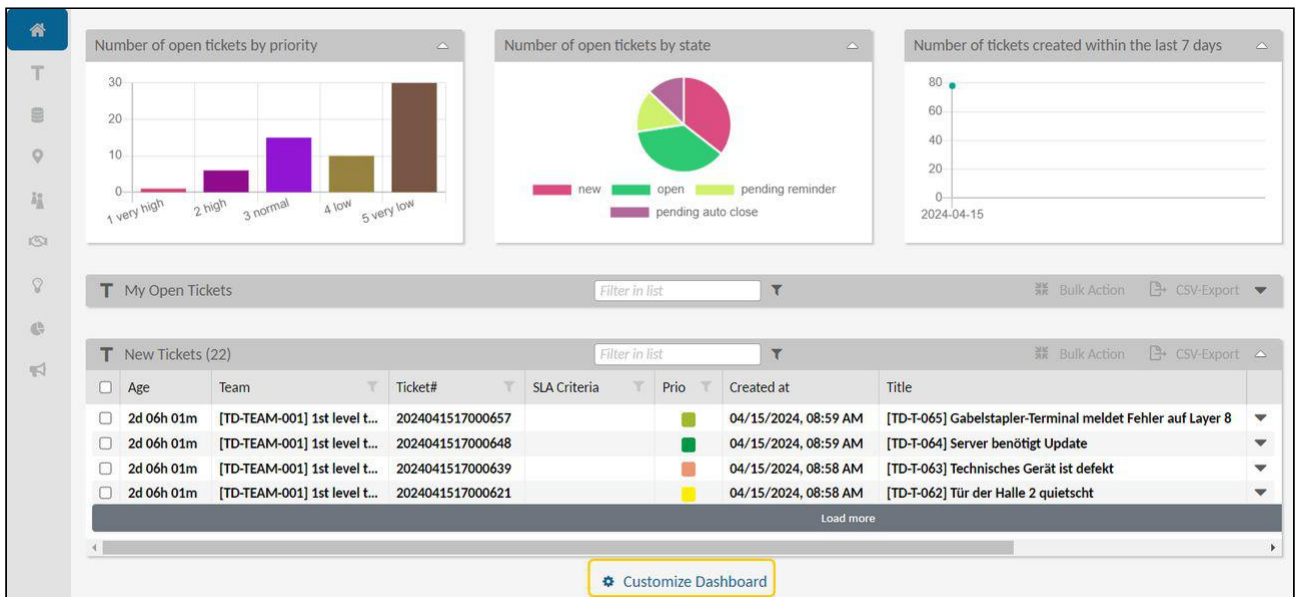 Number of open tickets by priority
Number of open tickets by state
Number of tickets created within the last 7 days
30
20
10
0
1 very high
2 high
3 normal
4 low
5 very low
new
open
pending reminder
pending auto close
80
60
40
20
0
2024-04-15
T My Open Tickets
Filter in list
Bulk Action
CSV-Export
T New Tickets (22)
Filter in list
Bulk Action
CSV-Export
Age Team Ticket# SLA Criteria Prio Created at Title
2d 06h 01m [TD-TEAM-001] 1st level t... 2024041517000657 04/15/2024, 08:59 AM [TD-T-065] Gabelstapler-Terminal meldet Fehler auf Layer 8
2d 06h 01m [TD-TEAM-001] 1st level t... 2024041517000648 04/15/2024, 08:59 AM [TD-T-064] Server benötigt Update
2d 06h 01m [TD-TEAM-001] 1st level t... 2024041517000639 04/15/2024, 08:58 AM [TD-T-063] Technisches Gerät ist defekt
2d 06h 01m [TD-TEAM-001] 1st level t... 2024041517000621 04/15/2024, 08:58 AM [TD-T-062] Tür der Halle 2 quietscht
Load more
Customize Dashboard